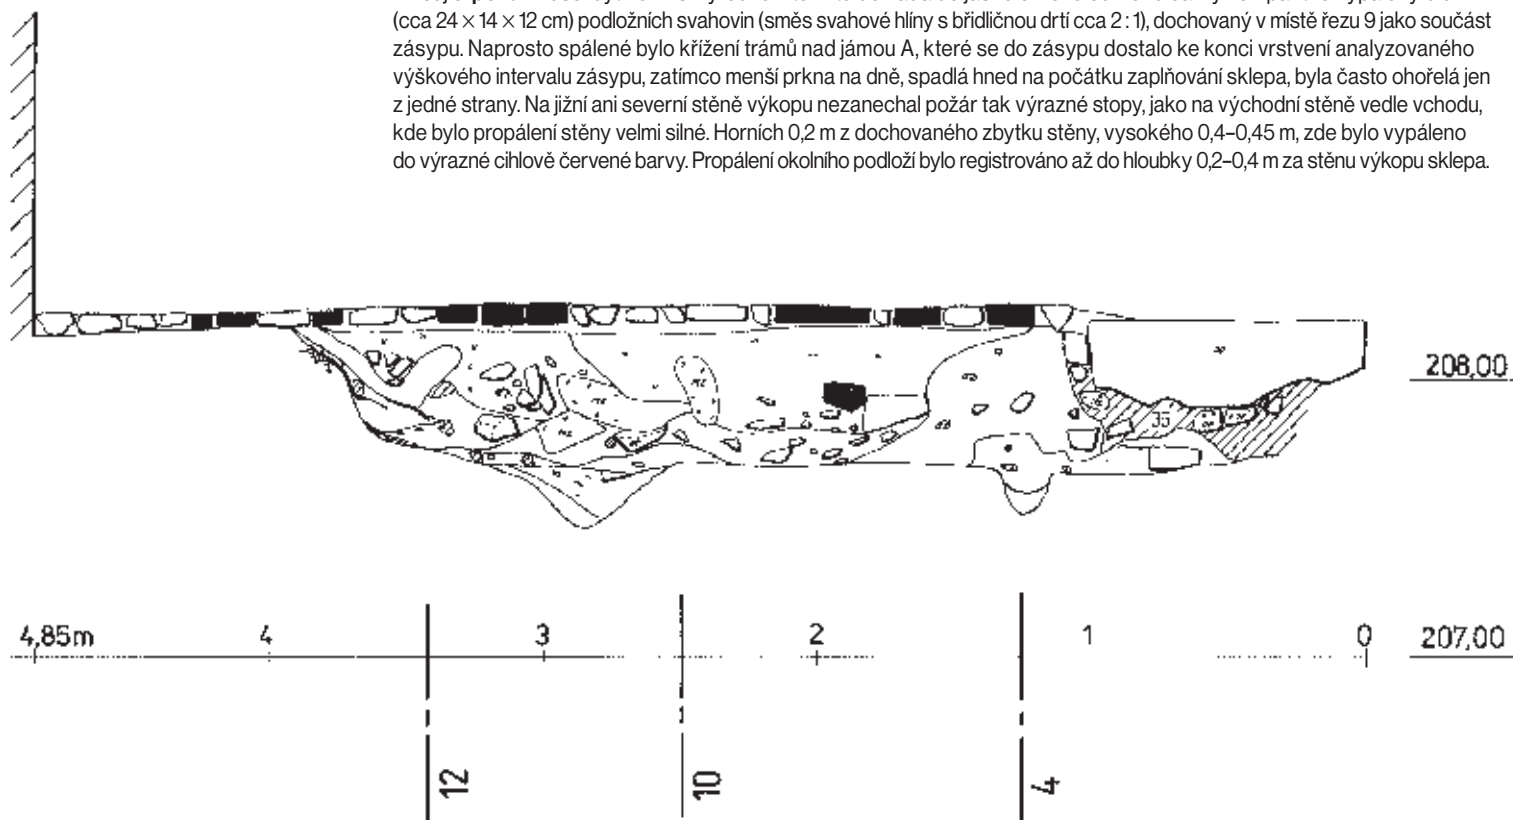 (cca 24 × 14 × 12 cm) podložních svahovin (směs svahové hlíny s břidličnou drtí cca 2 : 1), dochovaný v místě řezu 9 jako součást
zásypu. Naprosto spálené bylo křížení trámů nad jámou A, které se do zásypu dostalo ke konci vrstvení analyzovaného
výškového intervalu zásypu, zatímco menší prkna na dně, spadlá hned na počátku zaplňování sklepa, byla často ohořelá jen
z jedné strany. Na jižní ani severní stěně výkopu nezanechal požár tak výrazné stopy, jako na východní stěně vedle vchodu,
kde bylo propálení stěny velmi silné. Horních 0,2 m z dochovaného zbytku stěny, vysokého 0,4–0,45 m, zde bylo vypáleno
do výrazné cihlově červené barvy. Propálení okolního podloží bylo registrováno až do hloubky 0,2–0,4 m za stěnu výkopu sklepa.
208,00
35
4,85m 4 3 2 1 0 207,00
12 10 4